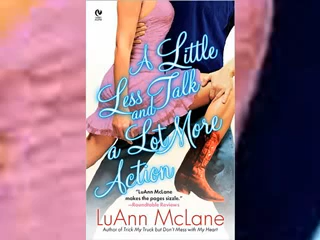 A Little
Less Talk
and
a Lot More
Action
"LuAnn McLane
makes the pages sizzle."
—Roundtable Reviews
LuAnn McLane
Author of Trick My Truck but Don't Mess with My Heart